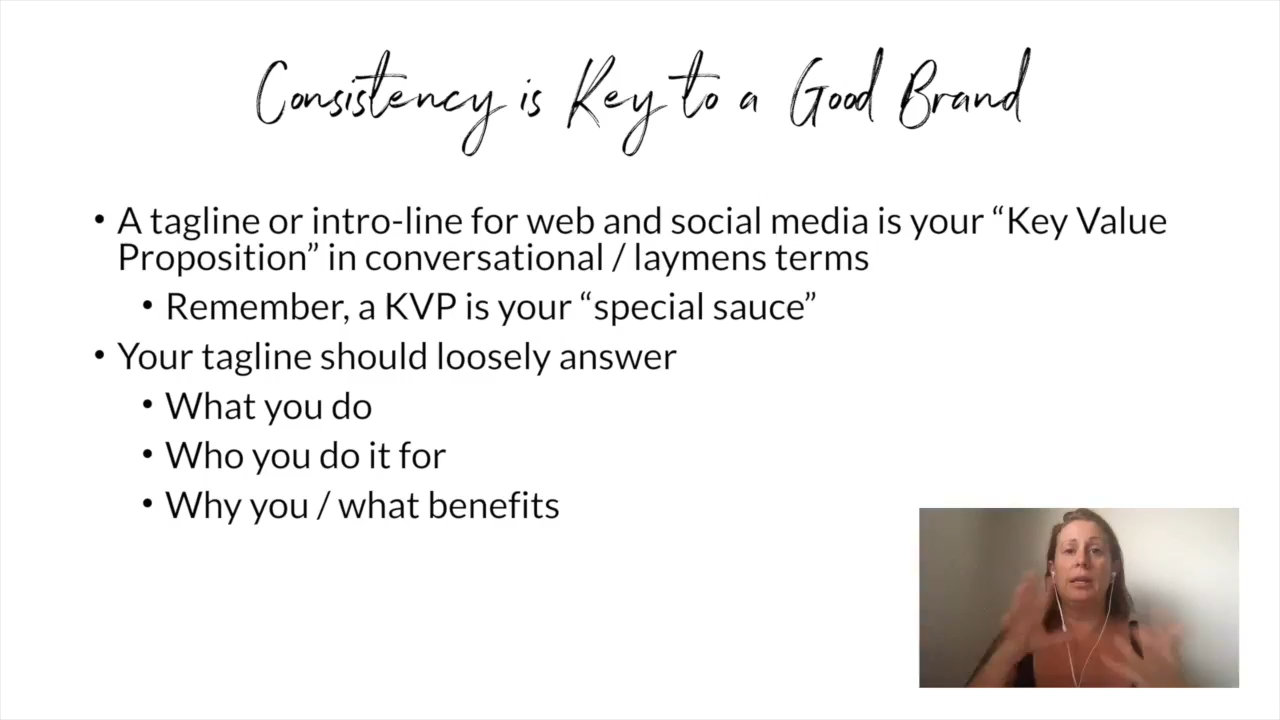 Consistency is Key to a Good Brand
• A tagline or intro-line for web and social media is your “Key Value
Proposition” in conversational / laymens terms
• Remember, a KVP is your “special sauce”
• Your tagline should loosely answer
• What you do
• Who you do it for
• Why you / what benefits